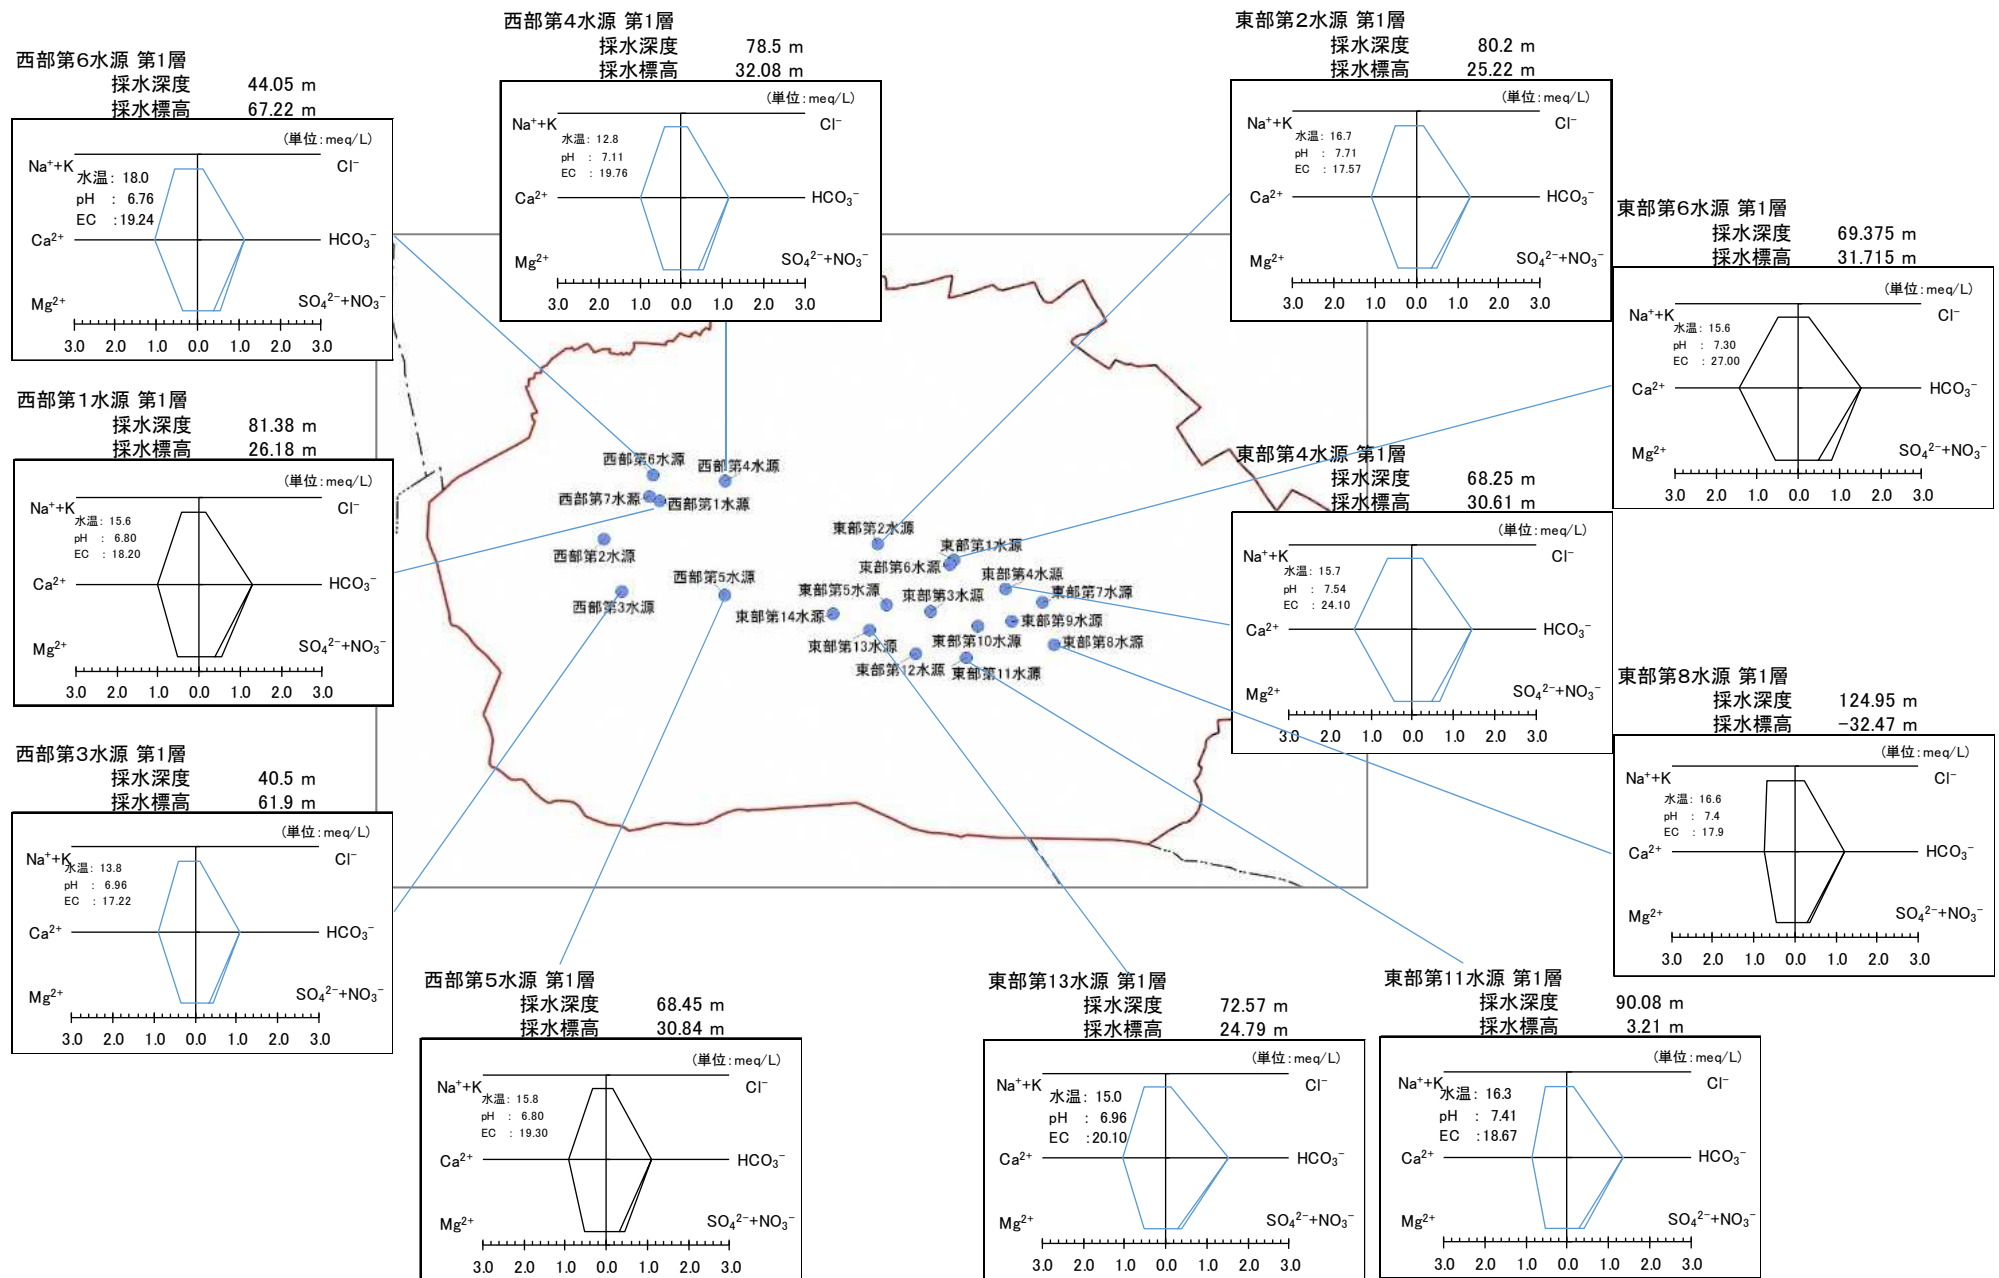 西部第6水源 第1層
採水深度 44.05 m
採水標高 67.22 m
(単位:meq/L)
Na⁺+K
Cl⁻
水温: 18.0
pH : 6.76
EC :19.24
Ca²⁺
HCO₃⁻
Mg²⁺
SO₄²⁻+NO₃⁻
3.0 2.0 1.0 0.0 1.0 2.0 3.0
西部第4水源 第1層
採水深度 78.5 m
採水標高 32.08 m
(単位:meq/L)
Na⁺+K
Cl⁻
水温: 12.8
pH : 7.11
EC : 19.76
Ca²⁺
HCO₃⁻
Mg²⁺
SO₄²⁻+NO₃⁻
3.0 2.0 1.0 0.0 1.0 2.0 3.0
東部第2水源 第1層
採水深度 80.2 m
採水標高 25.22 m
(単位:meq/L)
Na⁺+K
Cl⁻
水温: 16.7
pH : 7.71
EC : 17.57
Ca²⁺
HCO₃⁻
Mg²⁺
SO₄²⁻+NO₃⁻
3.0 2.0 1.0 0.0 1.0 2.0 3.0
東部第6水源 第1層
採水深度 69.375 m
採水標高 31.715 m
(単位:meq/L)
Na⁺+K
Cl⁻
水温: 15.6
pH : 7.30
EC : 27.00
Ca²⁺
HCO₃⁻
Mg²⁺
SO₄²⁻+NO₃⁻
3.0 2.0 1.0 0.0 1.0 2.0 3.0
西部第1水源 第1層
採水深度 81.38 m
採水標高 26.18 m
(単位:meq/L)
Na⁺+K
Cl⁻
水温: 15.6
pH : 6.80
EC : 18.20
Ca²⁺
HCO₃⁻
Mg²⁺
SO₄²⁻+NO₃⁻
3.0 2.0 1.0 0.0 1.0 2.0 3.0
西部第6水源
西部第4水源
西部第7水源
西部第1水源
西部第2水源
西部第3水源
西部第5水源
東部第2水源
東部第1水源
東部第6水源
東部第4水源
東部第5水源
東部第3水源
東部第7水源
東部第14水源
東部第9水源
東部第13水源
東部第10水源
東部第8水源
東部第12水源
東部第11水源
東部第4水源 第1層
採水深度 68.25 m
採水標高 30.61 m
(単位:meq/L)
Na⁺+K
Cl⁻
水温: 15.7
pH : 7.54
EC : 24.10
Ca²⁺
HCO₃⁻
Mg²⁺
SO₄²⁻+NO₃⁻
3.0 2.0 1.0 0.0 1.0 2.0 3.0
東部第8水源 第1層
採水深度 124.95 m
採水標高 -32.47 m
(単位:meq/L)
Na⁺+K
Cl⁻
水温: 16.6
pH : 7.4
EC : 17.9
Ca²⁺
HCO₃⁻
Mg²⁺
SO₄²⁻+NO₃⁻
3.0 2.0 1.0 0.0 1.0 2.0 3.0
西部第3水源 第1層
採水深度 40.5 m
採水標高 61.9 m
(単位:meq/L)
Na⁺+K
Cl⁻
水温: 13.8
pH : 6.96
EC : 17.22
Ca²⁺
HCO₃⁻
Mg²⁺
SO₄²⁻+NO₃⁻
3.0 2.0 1.0 0.0 1.0 2.0 3.0
西部第5水源 第1層
採水深度 68.45 m
採水標高 30.84 m
(単位:meq/L)
Na⁺+K
Cl⁻
水温: 15.8
pH : 6.80
EC : 19.30
Ca²⁺
HCO₃⁻
Mg²⁺
SO₄²⁻+NO₃⁻
3.0 2.0 1.0 0.0 1.0 2.0 3.0
東部第13水源 第1層
採水深度 72.57 m
採水標高 24.79 m
(単位:meq/L)
Na⁺+K
Cl⁻
水温: 15.0
pH : 6.96
EC :20.10
Ca²⁺
HCO₃⁻
Mg²⁺
SO₄²⁻+NO₃⁻
3.0 2.0 1.0 0.0 1.0 2.0 3.0
東部第11水源 第1層
採水深度 90.08 m
採水標高 3.21 m
(単位:meq/L)
Na⁺+K
Cl⁻
水温: 16.3
pH : 7.41
EC :18.67
Ca²⁺
HCO₃⁻
Mg²⁺
SO₄²⁻+NO₃⁻
3.0 2.0 1.0 0.0 1.0 2.0 3.0